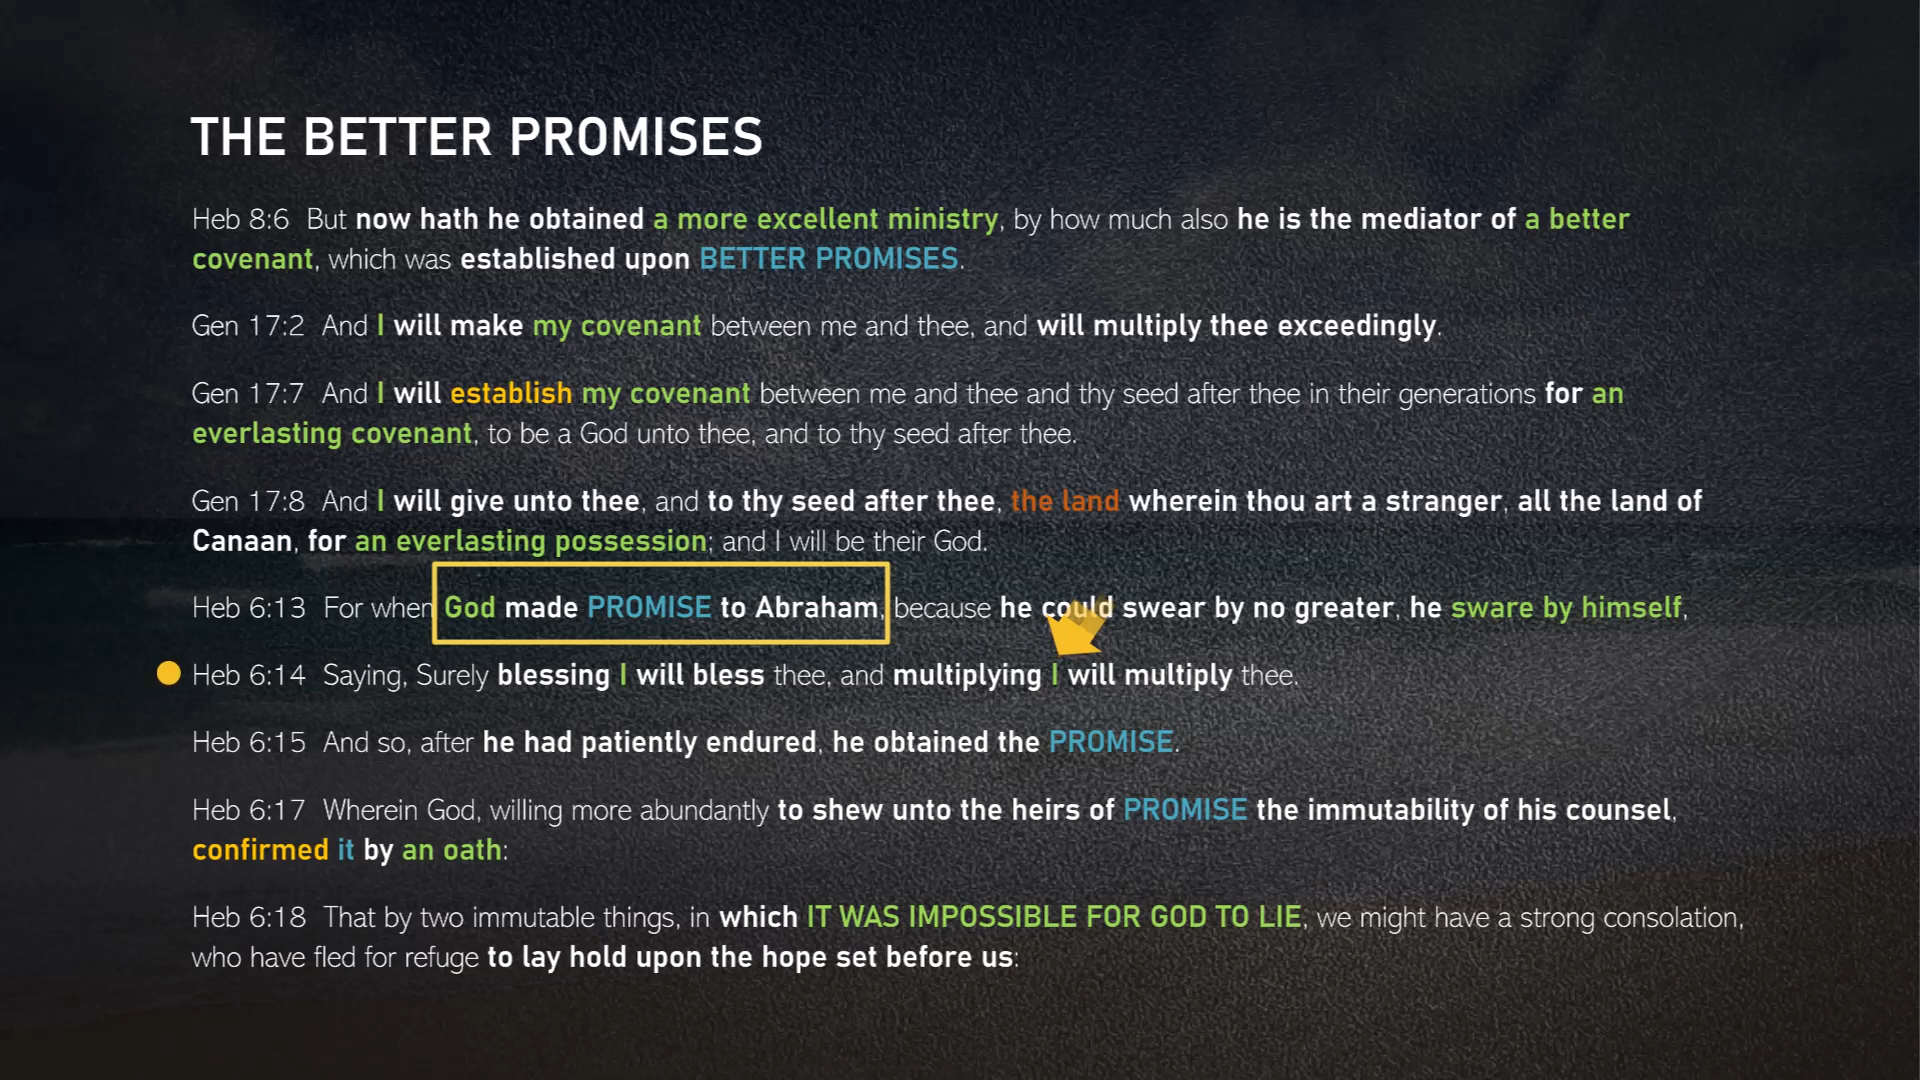 THE BETTER PROMISES
Heb 8:6  But now hath he obtained a more excellent ministry, by how much also he is the mediator of a better
covenant, which was established upon BETTER PROMISES.
Gen 17:2  And I will make my covenant between me and thee, and will multiply thee exceedingly.
Gen 17:7  And I will establish my covenant between me and thee and thy seed after thee in their generations for an
everlasting covenant, to be a God unto thee, and to thy seed after thee.
Gen 17:8  And I will give unto thee, and to thy seed after thee, the land wherein thou art a stranger, all the land of
Canaan, for an everlasting possession; and I will be their God.
Heb 6:13  For when God made PROMISE to Abraham, because he could swear by no greater, he sware by himself,
Heb 6:14  Saying, Surely blessing I will bless thee, and multiplying I will multiply thee.
Heb 6:15  And so, after he had patiently endured, he obtained the PROMISE.
Heb 6:17  Wherein God, willing more abundantly to shew unto the heirs of PROMISE the immutability of his counsel,
confirmed it by an oath:
Heb 6:18  That by two immutable things, in which IT WAS IMPOSSIBLE FOR GOD TO LIE, we might have a strong consolation,
who have fled for refuge to lay hold upon the hope set before us: